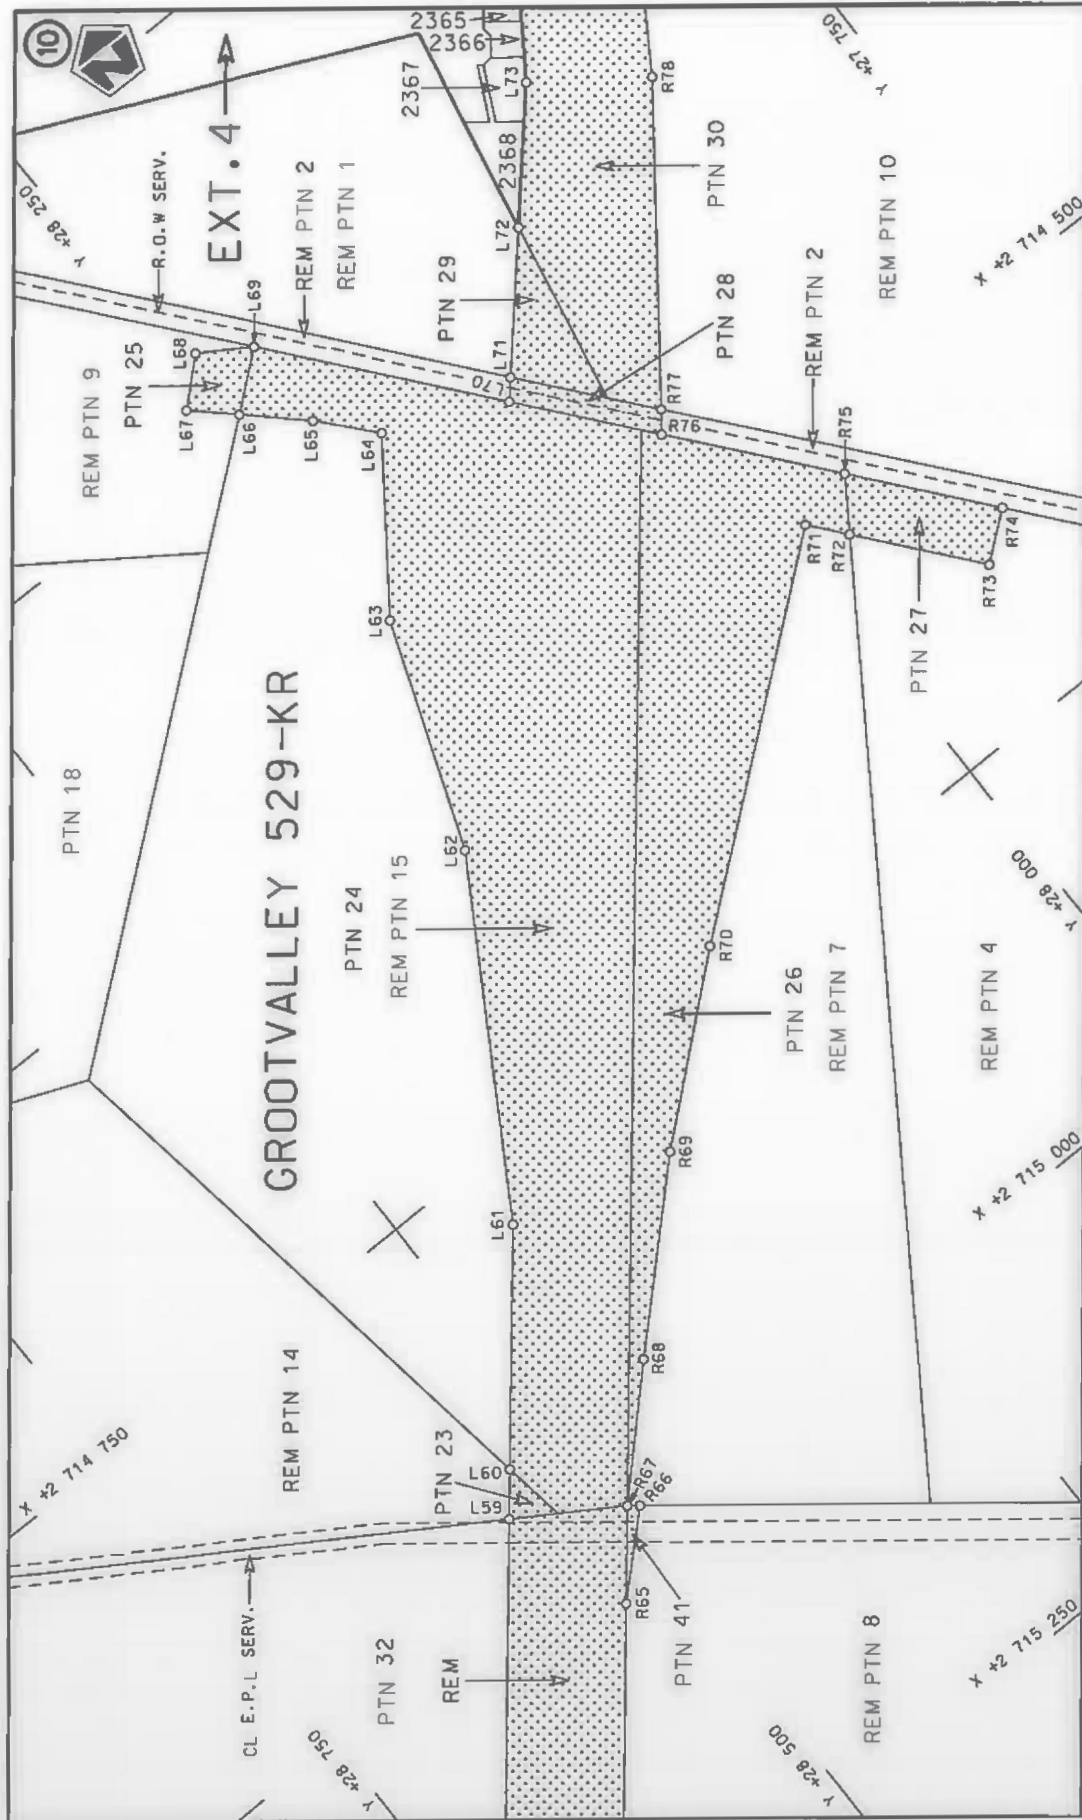 10
2365
2366
2367
L73
R78
Y +27 750
EXT.4
Y +28 250
R.O.W SERV.
REM PTN 2
REM PTN 1
2368
L72
PTN 30
REM PTN 10
X +2 714 500
PTN 29
PTN 28
L69
L68
PTN 25
REM PTN 9
L67
L66
L65
L64
L71
L70
R77
R76
REM PTN 2
R75
R71
R72
R74
R73
PTN 27
L63
PTN 18
GROOTVALLEY 529-KR
L62
PTN 24
REM PTN 15
R70
PTN 26
REM PTN 7
Y +28 000
REM PTN 4
L61
R69
X +2 715 000
REM PTN 14
R68
X +2 714 750
PTN 23
L60
L59
R67
R66
R65
PTN 41
CL E.P.L SERV.
PTN 32
REM
REM PTN 8
X +2 715 250
Y +28 750
Y +28 500